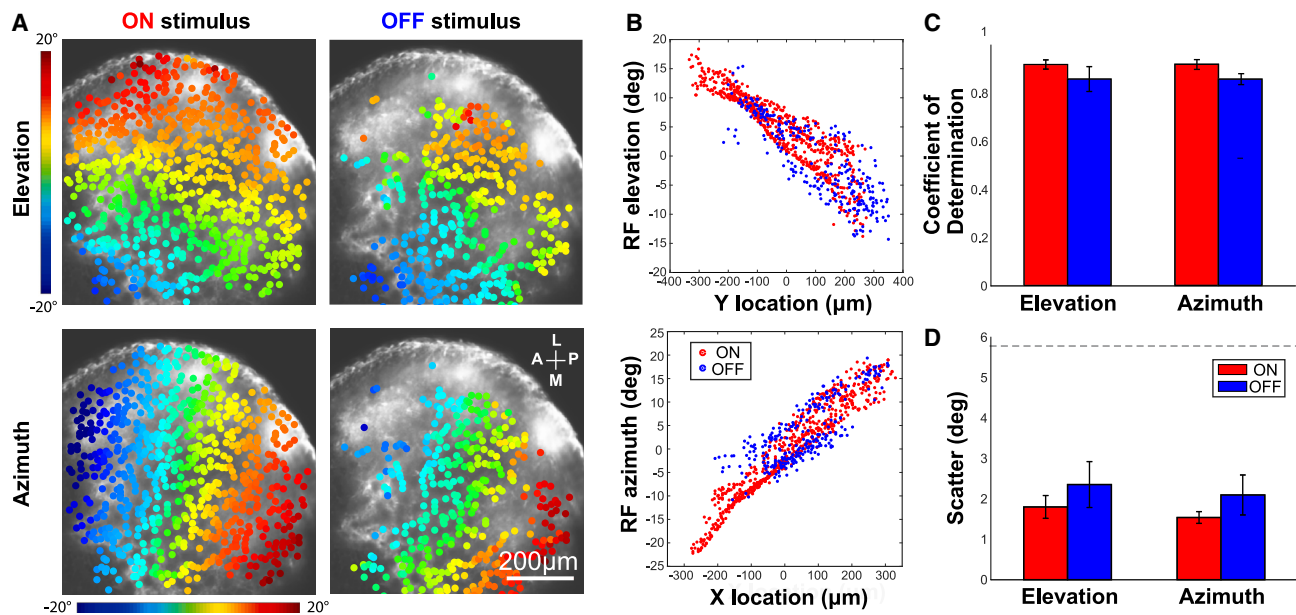 A
ON stimulus
OFF stimulus
20°
Elevation
-20°
Azimuth
L
A P
M
200µm
-20° 20°
B
20
15
10
5
0
-5
-10
-15
-20
RF elevation (deg)
-400 -300 -200 -100 0 100 200 300 400
Y location (µm)
25
20
15
10
5
0
-5
-10
-15
-20
-25
RF azimuth (deg)
ON
OFF
-300 -200 -100 0 100 200 300
X location (µm)
C
1
0.8
0.6
0.4
0.2
0
Coefficient of
Determination
Elevation Azimuth
D
6
5
4
3
2
1
0
Scatter (deg)
ON
OFF
Elevation Azimuth